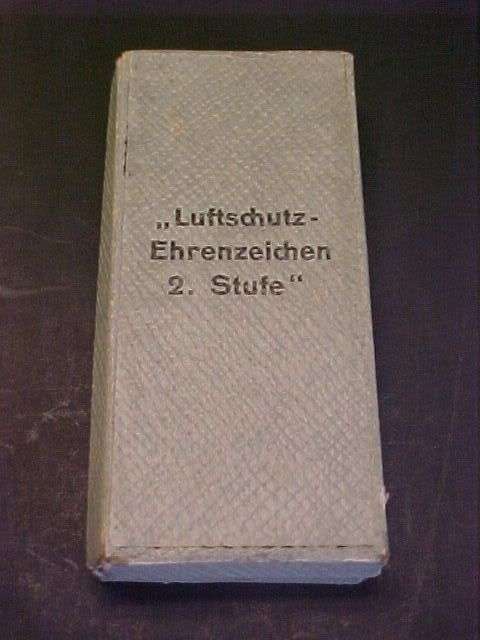 „Luftschutz-
Ehrenzeichen
2. Stufe“